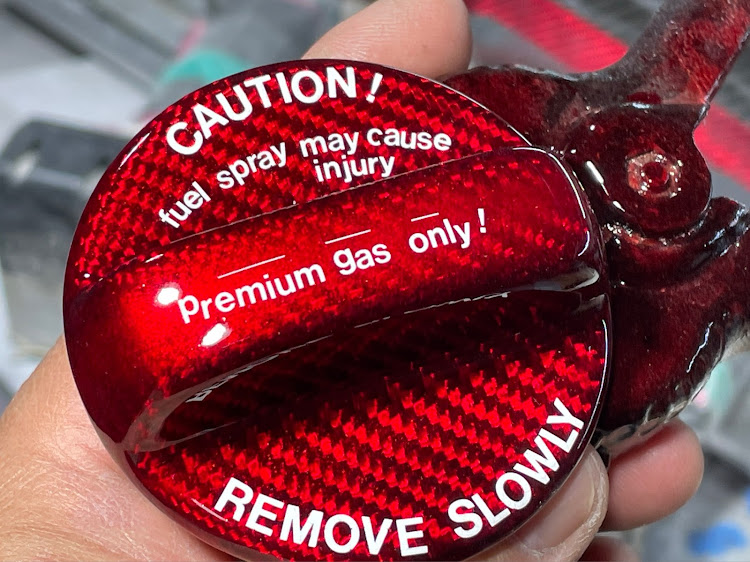 CAUTION!
fuel spray may cause
injury
Premium gas only!
REMOVE SLOWLY